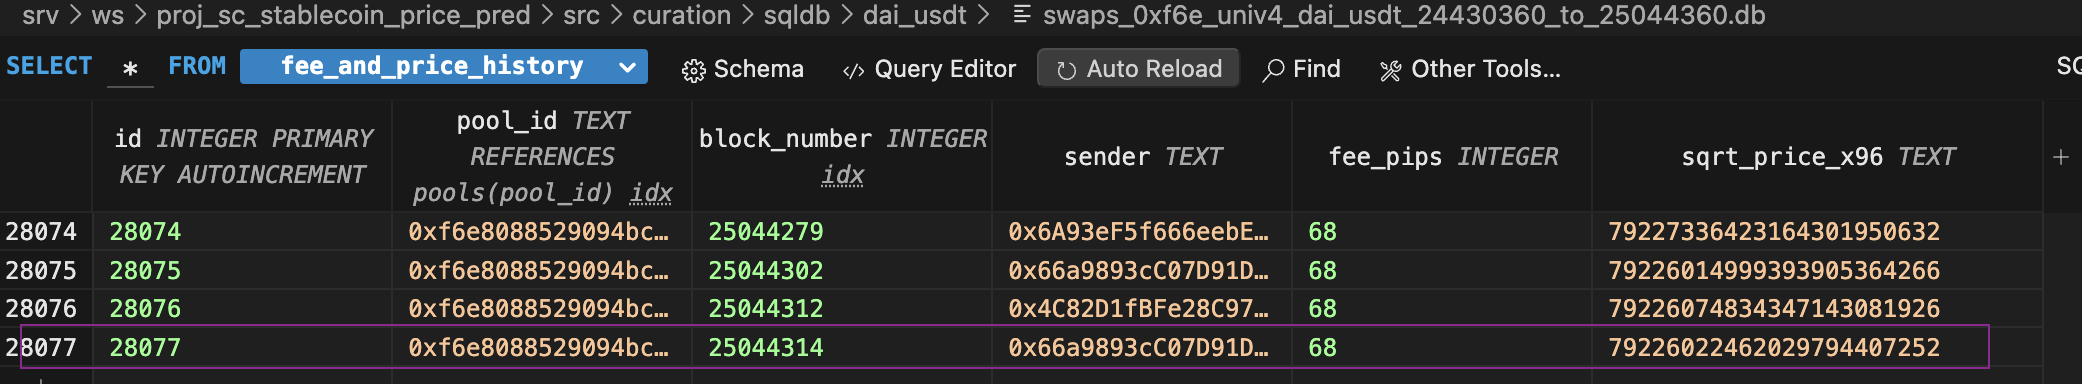 srv > ws > proj_sc_stablecoin_price_pred > src > curation > sqldb > dai_usdt > swaps_0xf6e_univ4_dai_usdt_24430360_to_25044360.db
SELECT * FROM fee_and_price_history Schema Query Editor Auto Reload Find Other Tools... SQ
id INTEGER PRIMARY KEY AUTOINCREMENT
pool_id TEXT REFERENCES pools(pool_id) idx
block_number INTEGER idx
sender TEXT
fee_pips INTEGER
sqrt_price_x96 TEXT
+
28074 28074 0xf6e8088529094bc… 25044279 0x6A93eF5f666eebE… 68 79227336423164301950632
28075 28075 0xf6e8088529094bc… 25044302 0x66a9893cC07D91D… 68 79226014999393905364266
28076 28076 0xf6e8088529094bc… 25044312 0x4C82D1fBFe28C97… 68 79226074834347143081926
28077 28077 0xf6e8088529094bc… 25044314 0x66a9893cC07D91D… 68 79226022462029794407252